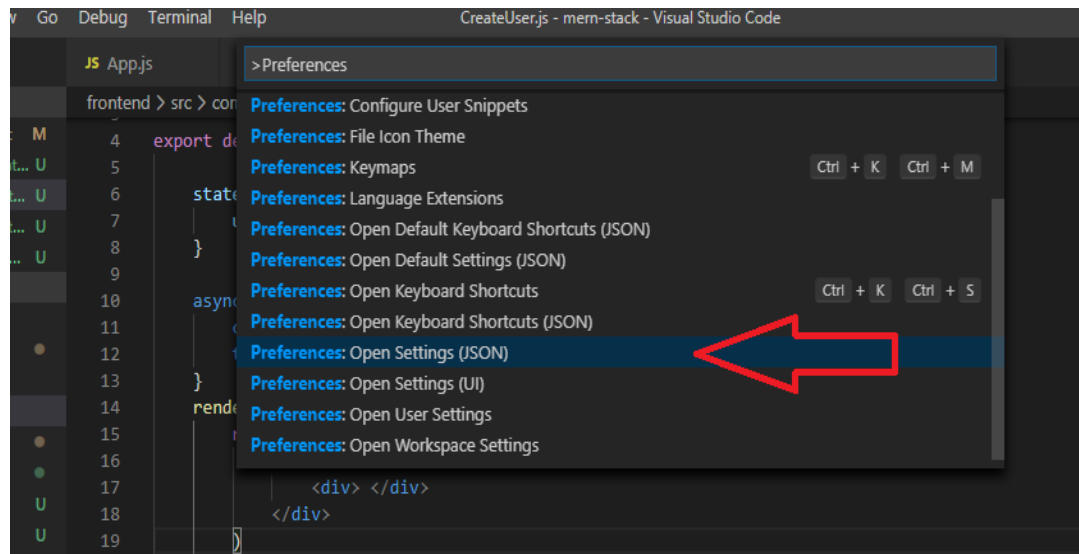 Go Debug Terminal Help CreateUser.js - mern-stack - Visual Studio Code
JS App.js
>Preferences
frontend > src > con
Preferences: Configure User Snippets
M
Preferences: File Icon Theme
4 export de
t... U
Preferences: Keymaps Ctrl + K Ctrl + M
5
t... U
Preferences: Language Extensions
6 state
t... U
Preferences: Open Default Keyboard Shortcuts (JSON)
7
... U
Preferences: Open Default Settings (JSON)
8 }
9
Preferences: Open Keyboard Shortcuts Ctrl + K Ctrl + S
10 async
Preferences: Open Keyboard Shortcuts (JSON)
11
Preferences: Open Settings (JSON)
12
Preferences: Open Settings (UI)
13 }
Preferences: Open User Settings
14 rende
Preferences: Open Workspace Settings
15
16
17 <div> </div>
U
18 </div>
U
19 )